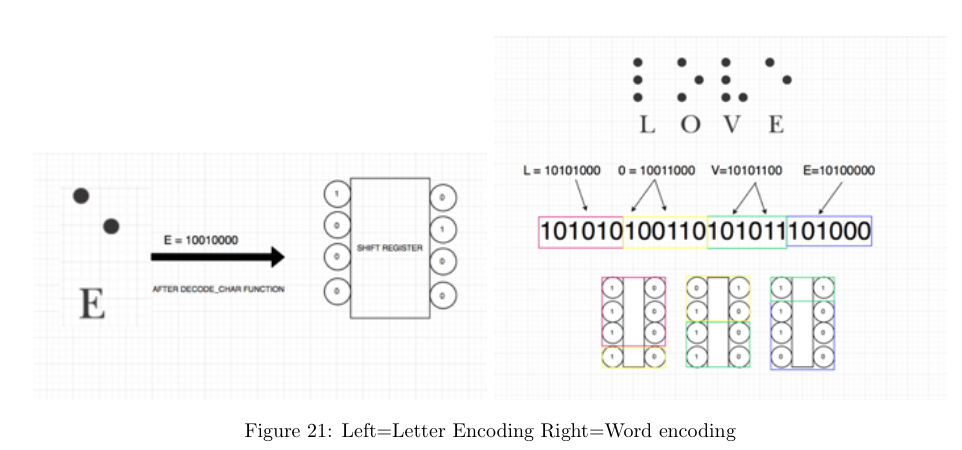 E = 10010000
AFTER DECODE_CHAR FUNCTION
E
1 0
0 1
0 0
0 0
SHIFT REGISTER
L O V E
L = 10101000 0 = 10011000 V=10101100 E=10100000
101010100110101011101000
1 0 0 1 1 1
1 0 1 0 1 0
1 0 1 0 1 0
1 0 1 0 0 0
Figure 21: Left=Letter Encoding Right=Word encoding